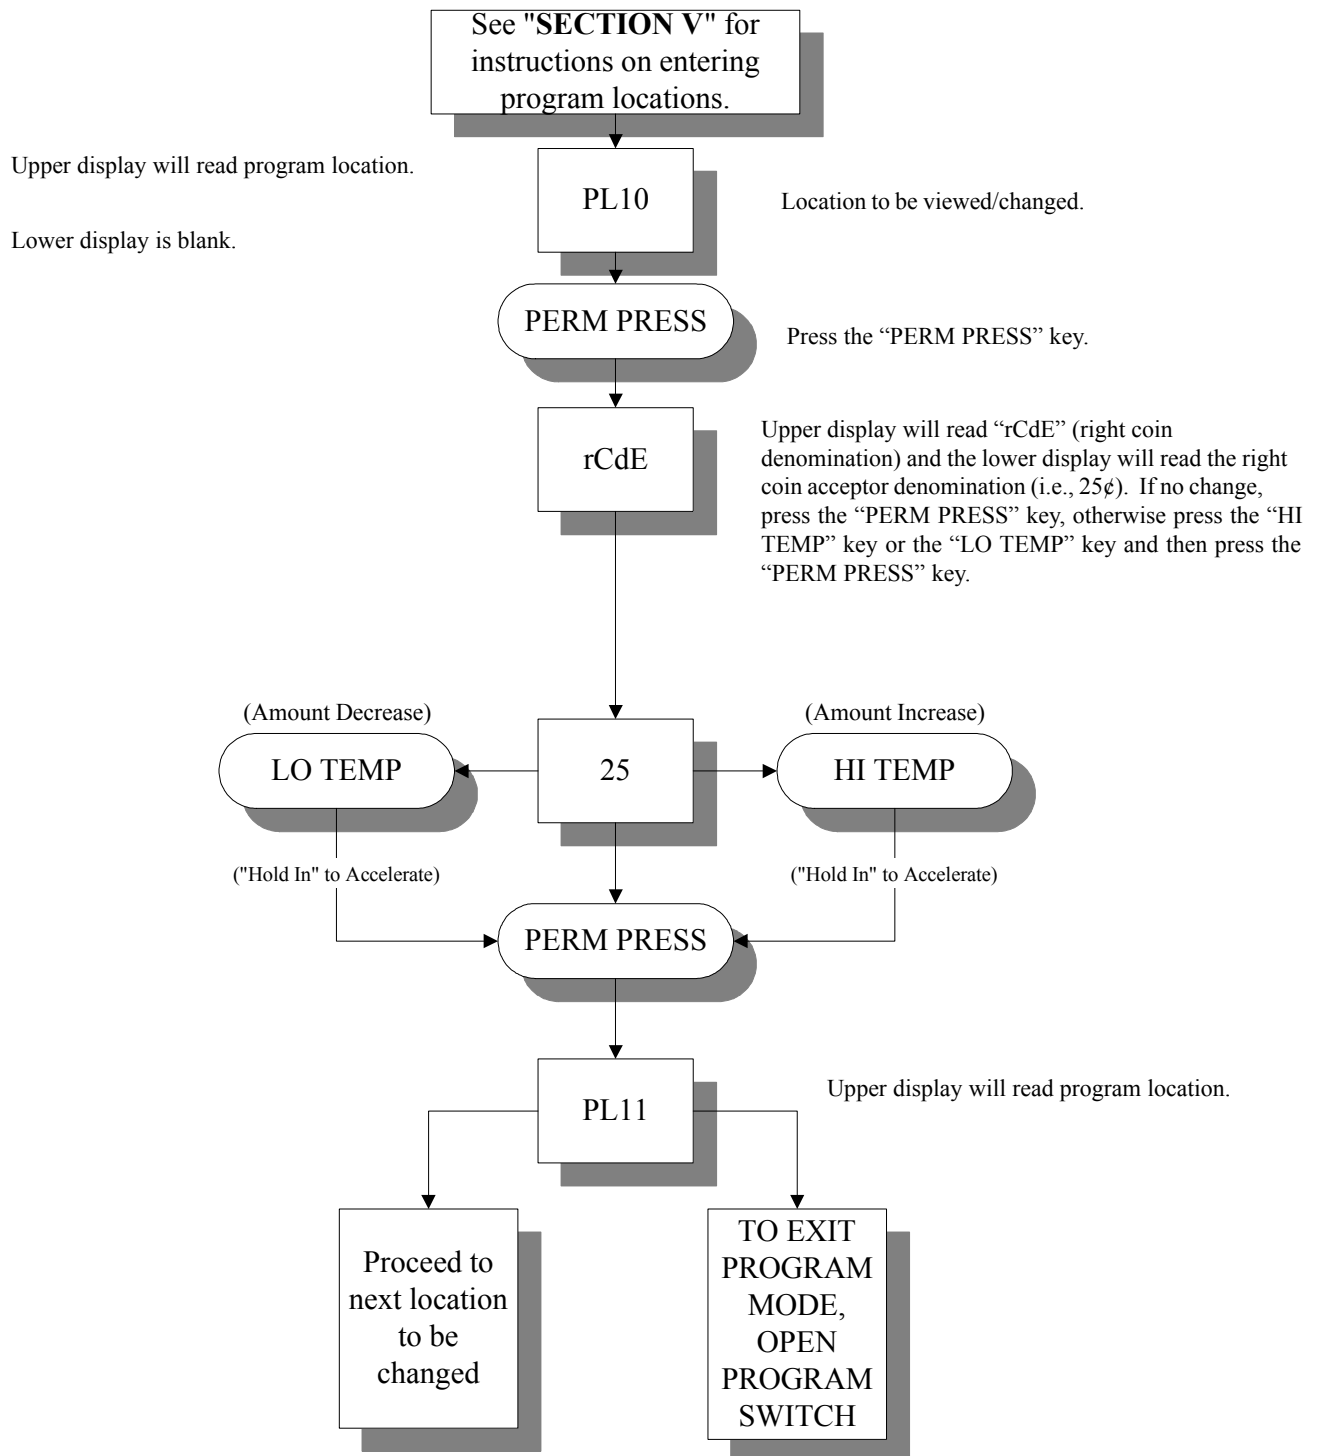 See "SECTION V" for
instructions on entering
program locations.
Upper display will read program location.
PL10
Location to be viewed/changed.
Lower display is blank.
PERM PRESS
Press the “PERM PRESS” key.
rCdE
Upper display will read “rCdE” (right coin
denomination) and the lower display will read the right
coin acceptor denomination (i.e., 25¢). If no change,
press the “PERM PRESS” key, otherwise press the “HI
TEMP” key or the “LO TEMP” key and then press the
“PERM PRESS” key.
(Amount Decrease)
(Amount Increase)
LO TEMP
25
HI TEMP
("Hold In" to Accelerate)
("Hold In" to Accelerate)
PERM PRESS
PL11
Upper display will read program location.
Proceed to
next location
to be
changed
TO EXIT
PROGRAM
MODE,
OPEN
PROGRAM
SWITCH